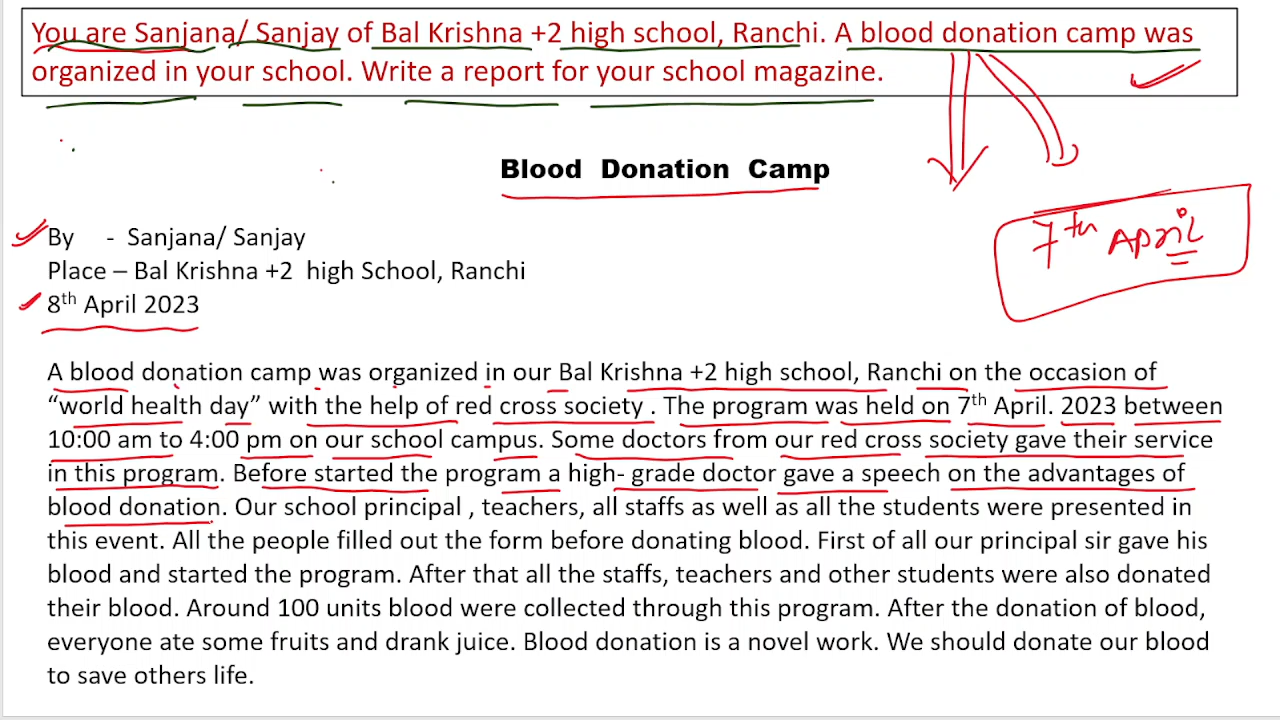 You are Sanjana/ Sanjay of Bal Krishna +2 high school, Ranchi. A blood donation camp was
organized in your school. Write a report for your school magazine.
Blood Donation Camp
7th April
By - Sanjana/ Sanjay
Place – Bal Krishna +2 high School, Ranchi
8th April 2023
A blood donation camp was organized in our Bal Krishna +2 high school, Ranchi on the occasion of
“world health day” with the help of red cross society . The program was held on 7th April. 2023 between
10:00 am to 4:00 pm on our school campus. Some doctors from our red cross society gave their service
in this program. Before started the program a high- grade doctor gave a speech on the advantages of
blood donation. Our school principal , teachers, all staffs as well as all the students were presented in
this event. All the people filled out the form before donating blood. First of all our principal sir gave his
blood and started the program. After that all the staffs, teachers and other students were also donated
their blood. Around 100 units blood were collected through this program. After the donation of blood,
everyone ate some fruits and drank juice. Blood donation is a novel work. We should donate our blood
to save others life.